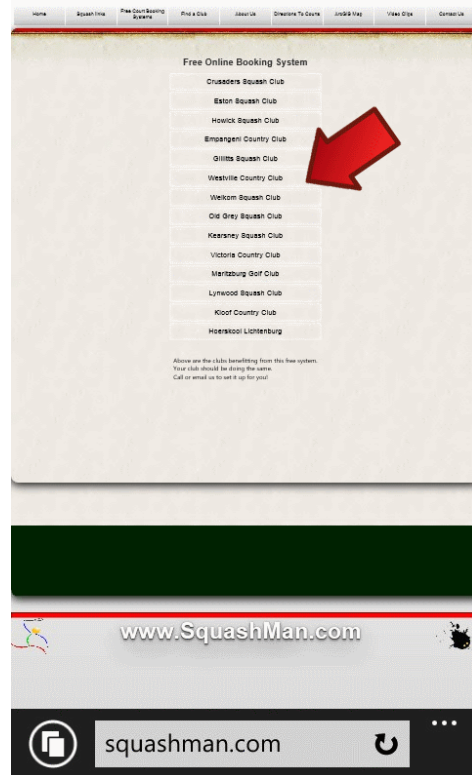 Home
Squash links
Free Court Booking
Systems
Find a Club
About Us
Directions To Courts
ArcGIS Map
Video Clips
Contact Us
Free Online Booking System
Crusaders Squash Club
Eston Squash Club
Howick Squash Club
Empangeni Country Club
Gillitts Squash Club
Westville Country Club
Welkom Squash Club
Old Grey Squash Club
Kearsney Squash Club
Victoria Country Club
Maritzburg Golf Club
Lynwood Squash Club
Kloof Country Club
Hoerskool Lichtenburg
Above are the clubs benefitting from this free system.
Your club should be doing the same.
Call or email us to set it up for you!
www.SquashMan.com
squashman.com